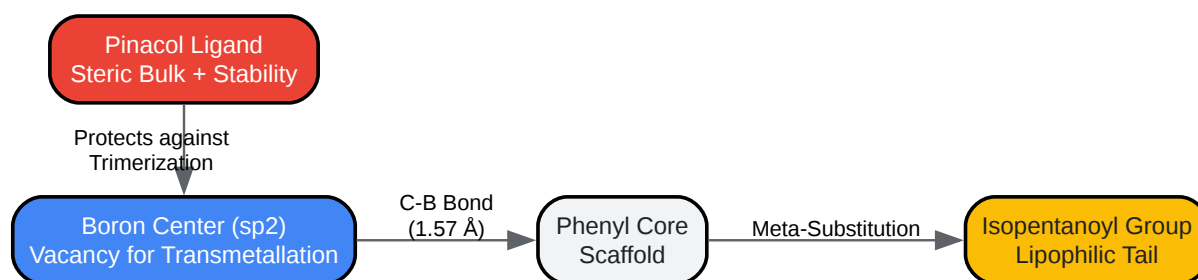 Pinacol Ligand
Steric Bulk + Stability
Protects against
Trimerization
Boron Center (sp2)
Vacancy for Transmetallation
C-B Bond
(1.57 Å)
Phenyl Core
Scaffold
Meta-Substitution
Isopentanoyl Group
Lipophilic Tail